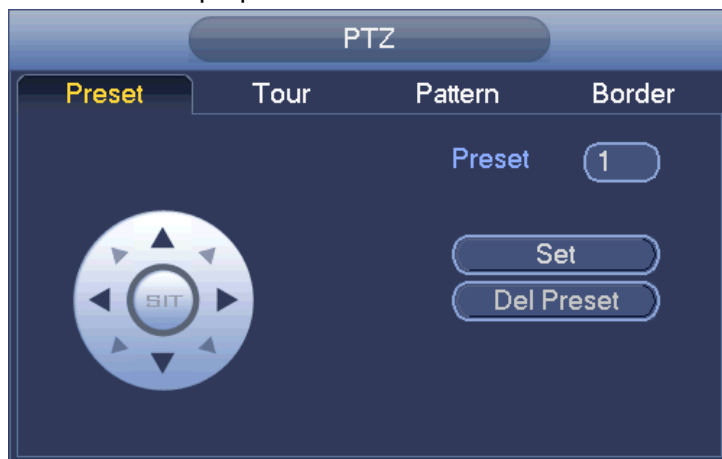 PTZ
Preset Tour Pattern Border
Preset 1
Set
SIT
Del Preset